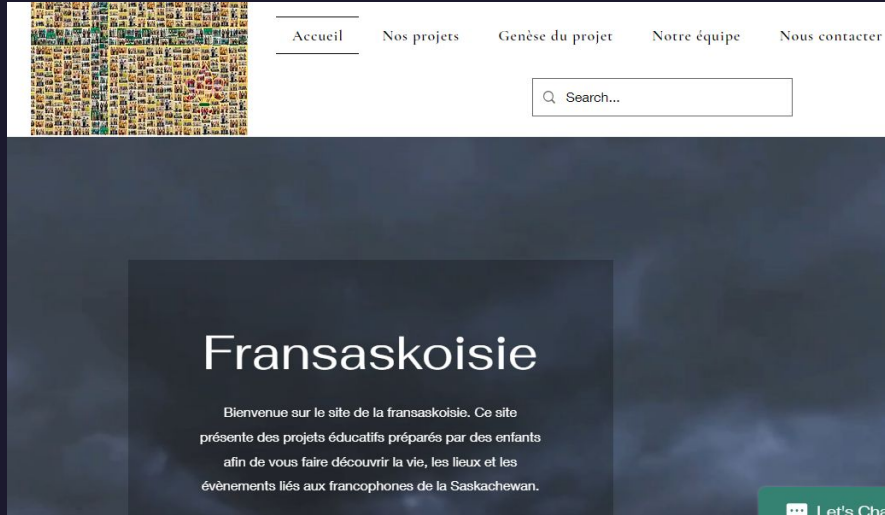 Accueil Nos projets Genèse du projet Notre équipe Nous contacter
Search...
Fransaskoisie
Bienvenue sur le site de la fransaskoisie. Ce site
présente des projets éducatifs préparés par des enfants
afin de vous faire découvrir la vie, les lieux et les
évènements liés aux francophones de la Saskachewan.
Let's Cha